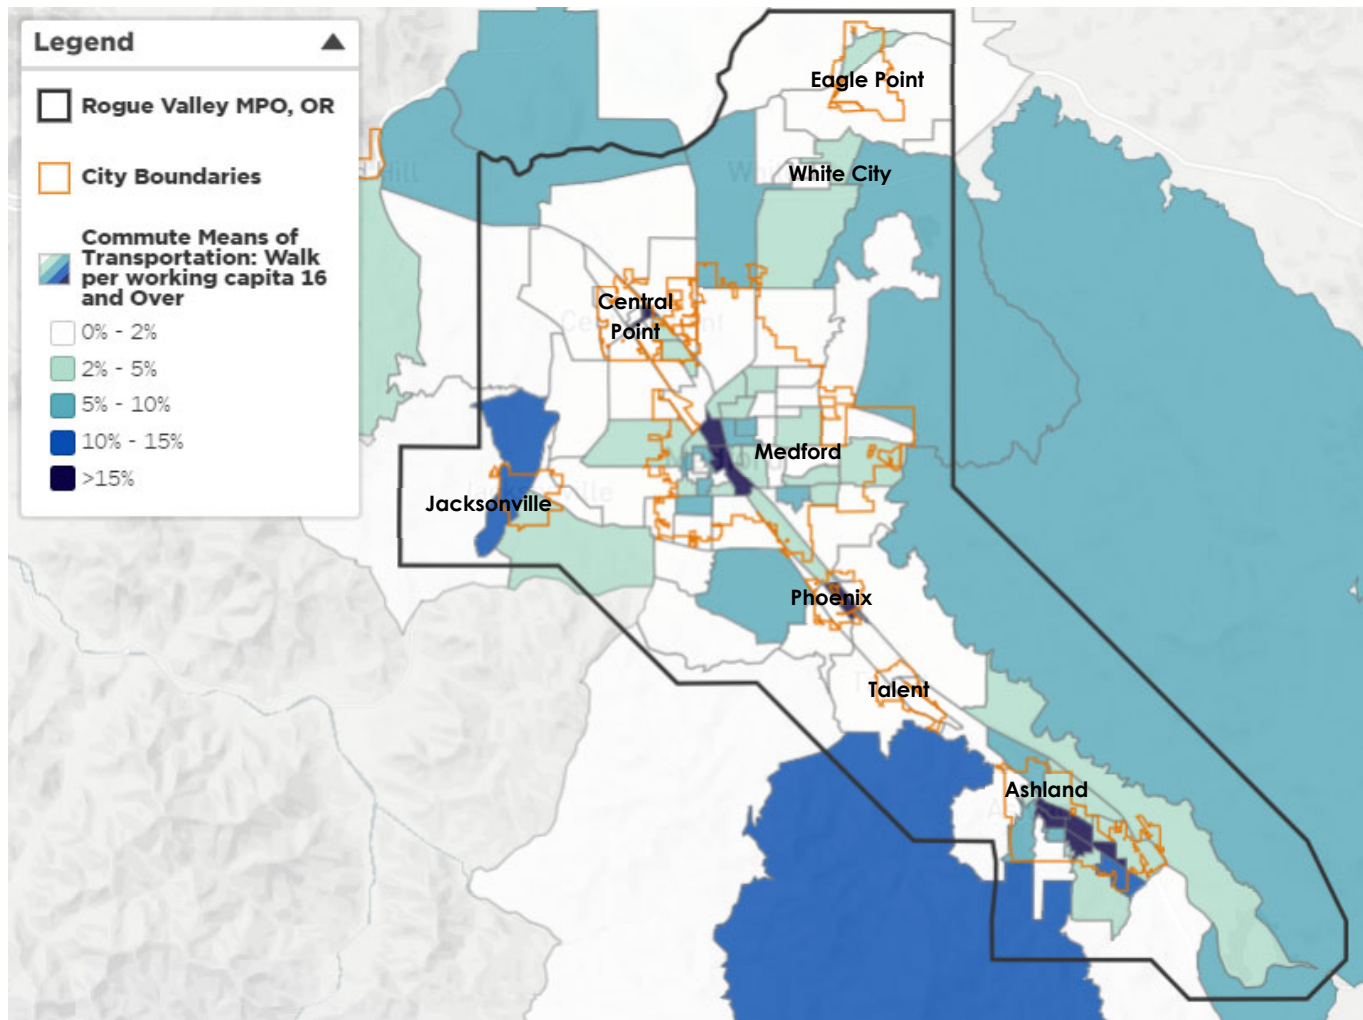 Legend
Rogue Valley MPO, OR
City Boundaries
Commute Means of
Transportation: Walk
per working capita 16
and Over
0% - 2%
2% - 5%
5% - 10%
10% - 15%
>15%
Eagle Point
White City
Central
Point
Medford
Jacksonville
Phoenix
Talent
Ashland